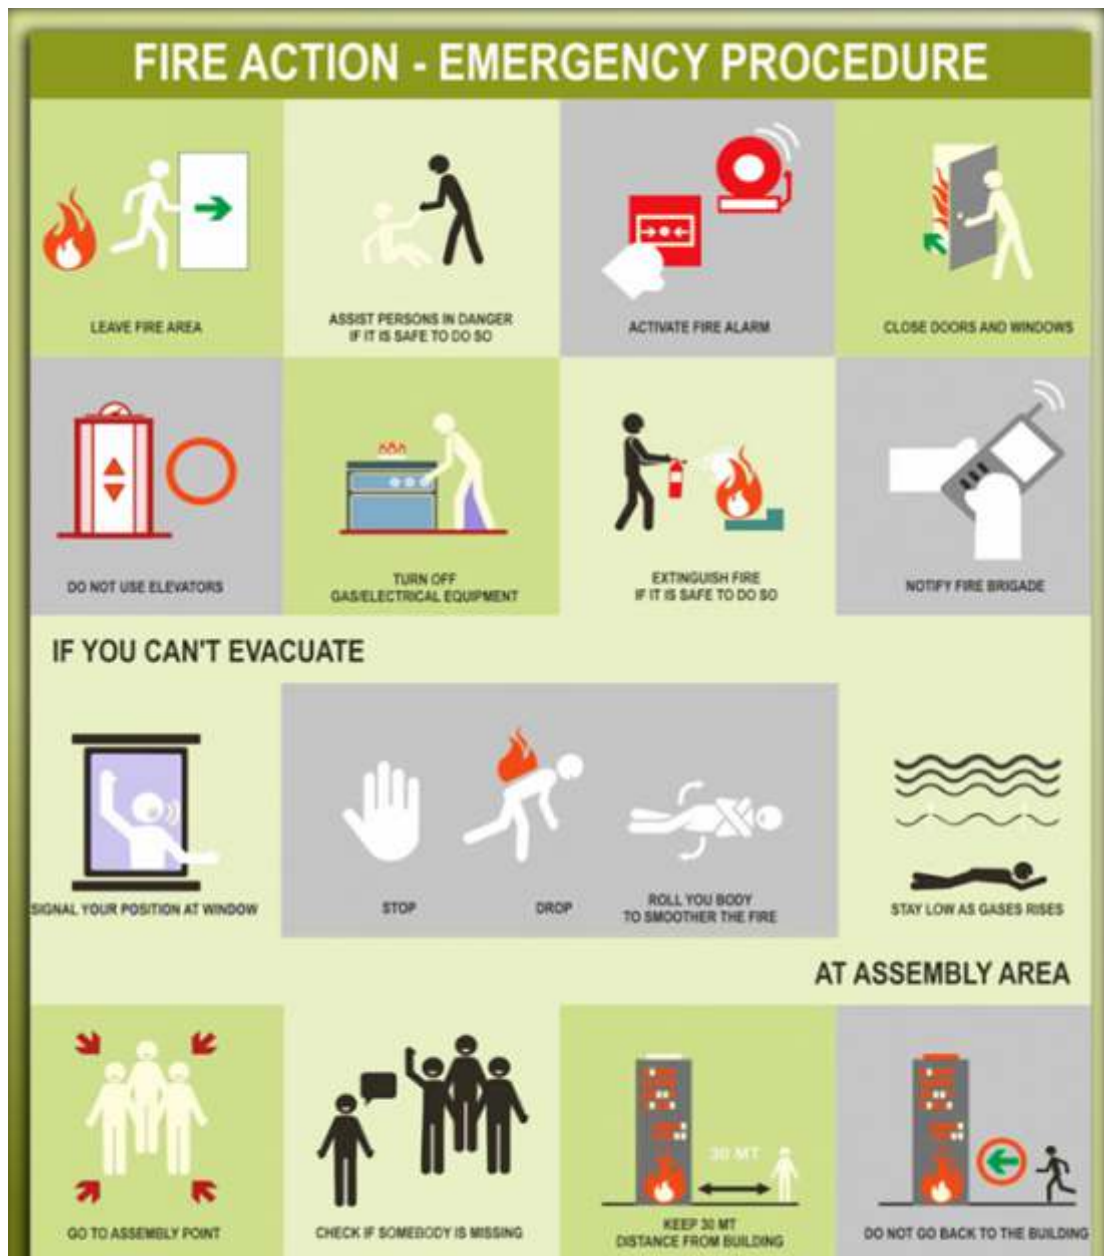 FIRE ACTION - EMERGENCY PROCEDURE
LEAVE FIRE AREA
ASSIST PERSONS IN DANGER
IF IT IS SAFE TO DO SO
ACTIVATE FIRE ALARM
CLOSE DOORS AND WINDOWS
DO NOT USE ELEVATORS
TURN OFF
GAS/ELECTRICAL EQUIPMENT
EXTINGUISH FIRE
IF IT IS SAFE TO DO SO
NOTIFY FIRE BRIGADE
IF YOU CAN'T EVACUATE
SIGNAL YOUR POSITION AT WINDOW
STOP
DROP
ROLL YOU BODY
TO SMOOTHER THE FIRE
STAY LOW AS GASES RISES
AT ASSEMBLY AREA
GO TO ASSEMBLY POINT
CHECK IF SOMEBODY IS MISSING
30 MT
KEEP 30 MT
DISTANCE FROM BUILDING
DO NOT GO BACK TO THE BUILDING